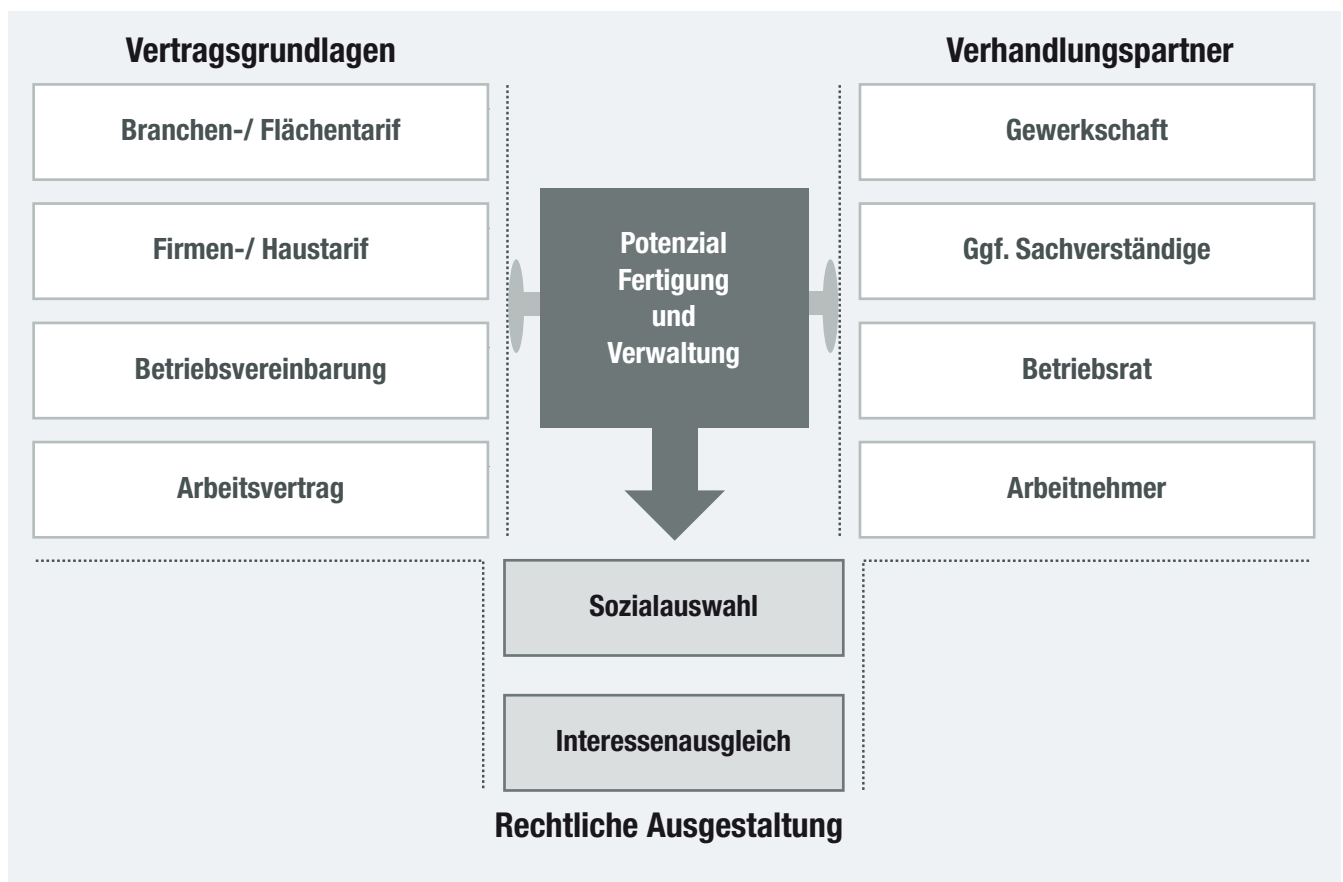 Vertragsgrundlagen
Branchen-/ Flächentarif
Firmen-/ Haustarif
Betriebsvereinbarung
Arbeitsvertrag
Potenzial
Fertigung
und
Verwaltung
Verhandlungspartner
Gewerkschaft
Ggf. Sachverständige
Betriebsrat
Arbeitnehmer
Sozialauswahl
Interessenausgleich
Rechtliche Ausgestaltung